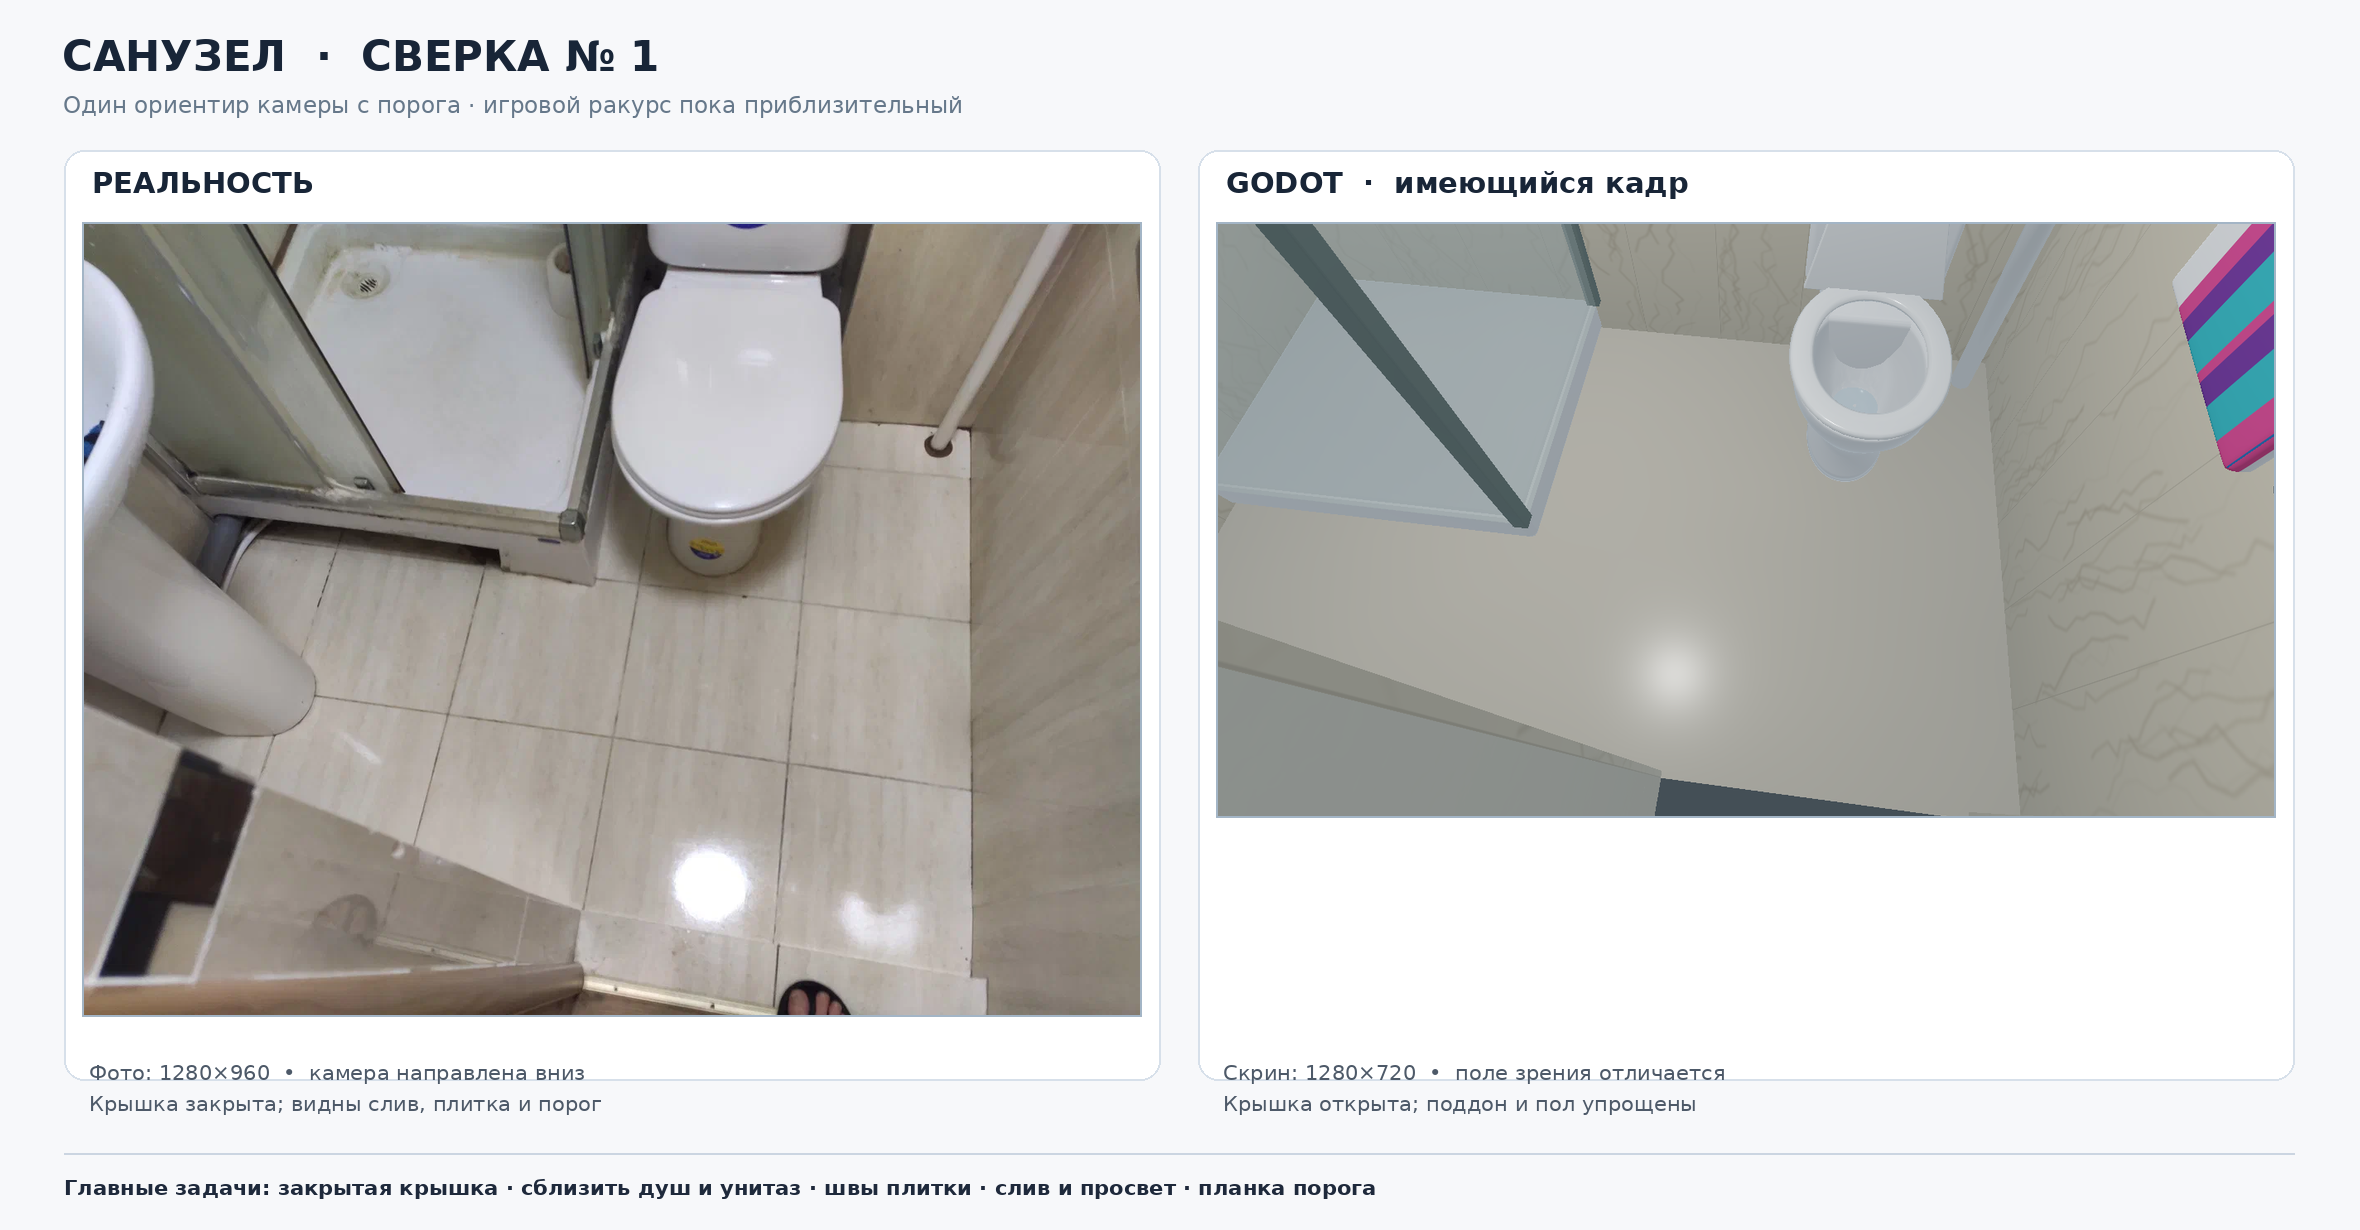 САНУЗЕЛ · СВЕРКА № 1
Один ориентир камеры с порога · игровой ракурс пока приблизительный
РЕАЛЬНОСТЬ
Фото: 1280×960 • камера направлена вниз
Крышка закрыта; видны слив, плитка и порог
GODOT · имеющийся кадр
Скрин: 1280×720 • поле зрения отличается
Крышка открыта; поддон и пол упрощены
Главные задачи: закрытая крышка · сблизить душ и унитаз · швы плитки · слив и просвет · планка порога